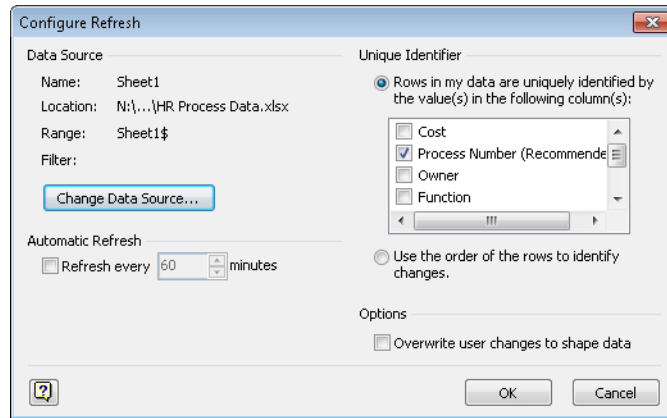 Configure Refresh
Data Source
Name: Sheet1
Location: N:\...\HR Process Data.xlsx
Range: Sheet1$
Filter:
Change Data Source...
Automatic Refresh
Refresh every 60 minutes
Unique Identifier
Rows in my data are uniquely identified by
the value(s) in the following column(s):
Cost
Process Number (Recommende
Owner
Function
Use the order of the rows to identify
changes.
Options
Overwrite user changes to shape data
?
OK
Cancel